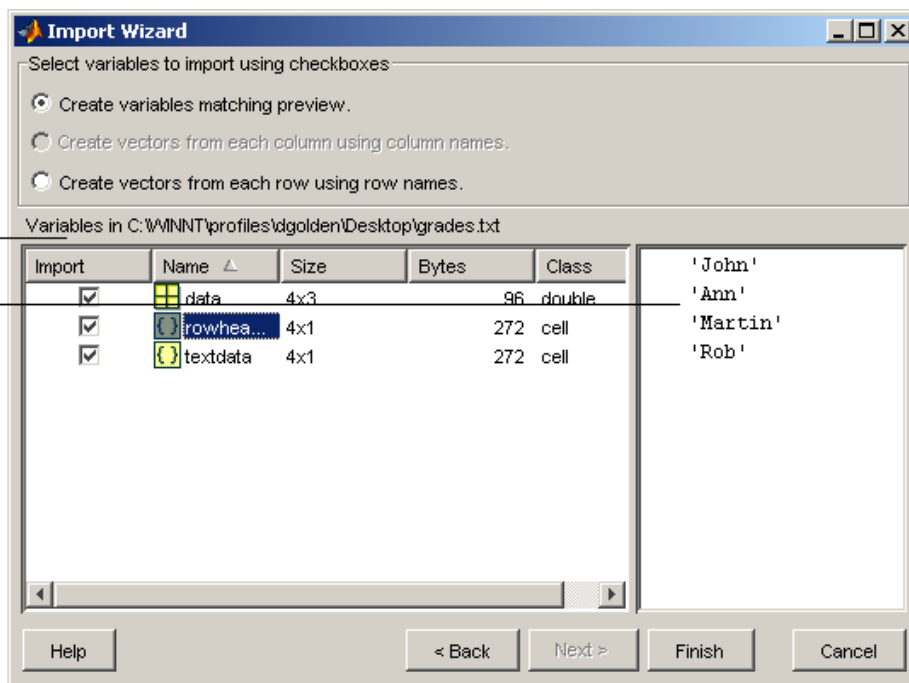 Import Wizard
Select variables to import using checkboxes
Create variables matching preview.
Create vectors from each column using column names.
Create vectors from each row using row names.
Variables in C:\WINNT\profiles\dgolden\Desktop\grades.txt
Import Name Size Bytes Class
data 4x3 96 double
rowhea... 4x1 272 cell
textdata 4x1 272 cell
'John'
'Ann'
'Martin'
'Rob'
Help < Back Next > Finish Cancel